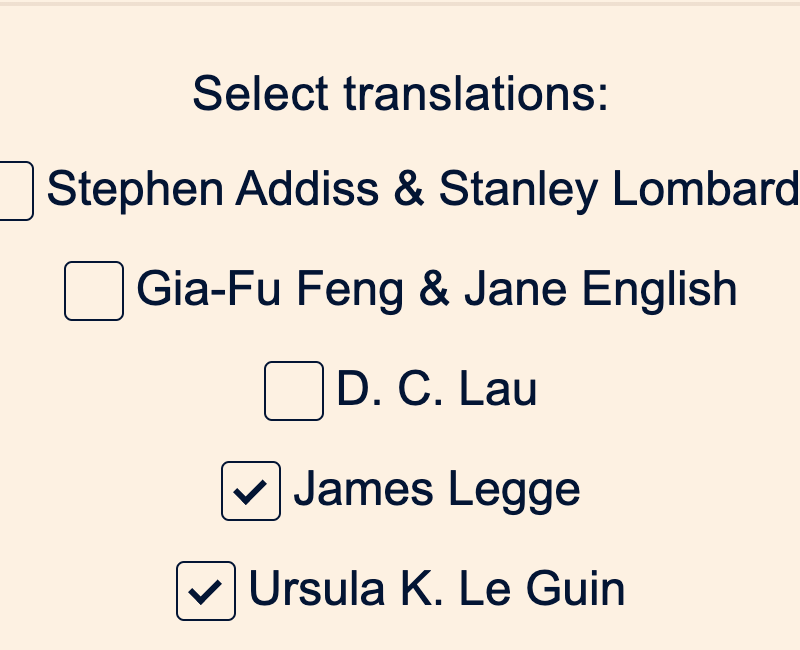 Select translations:
Stephen Addiss & Stanley Lombard
Gia-Fu Feng & Jane English
D. C. Lau
James Legge
Ursula K. Le Guin